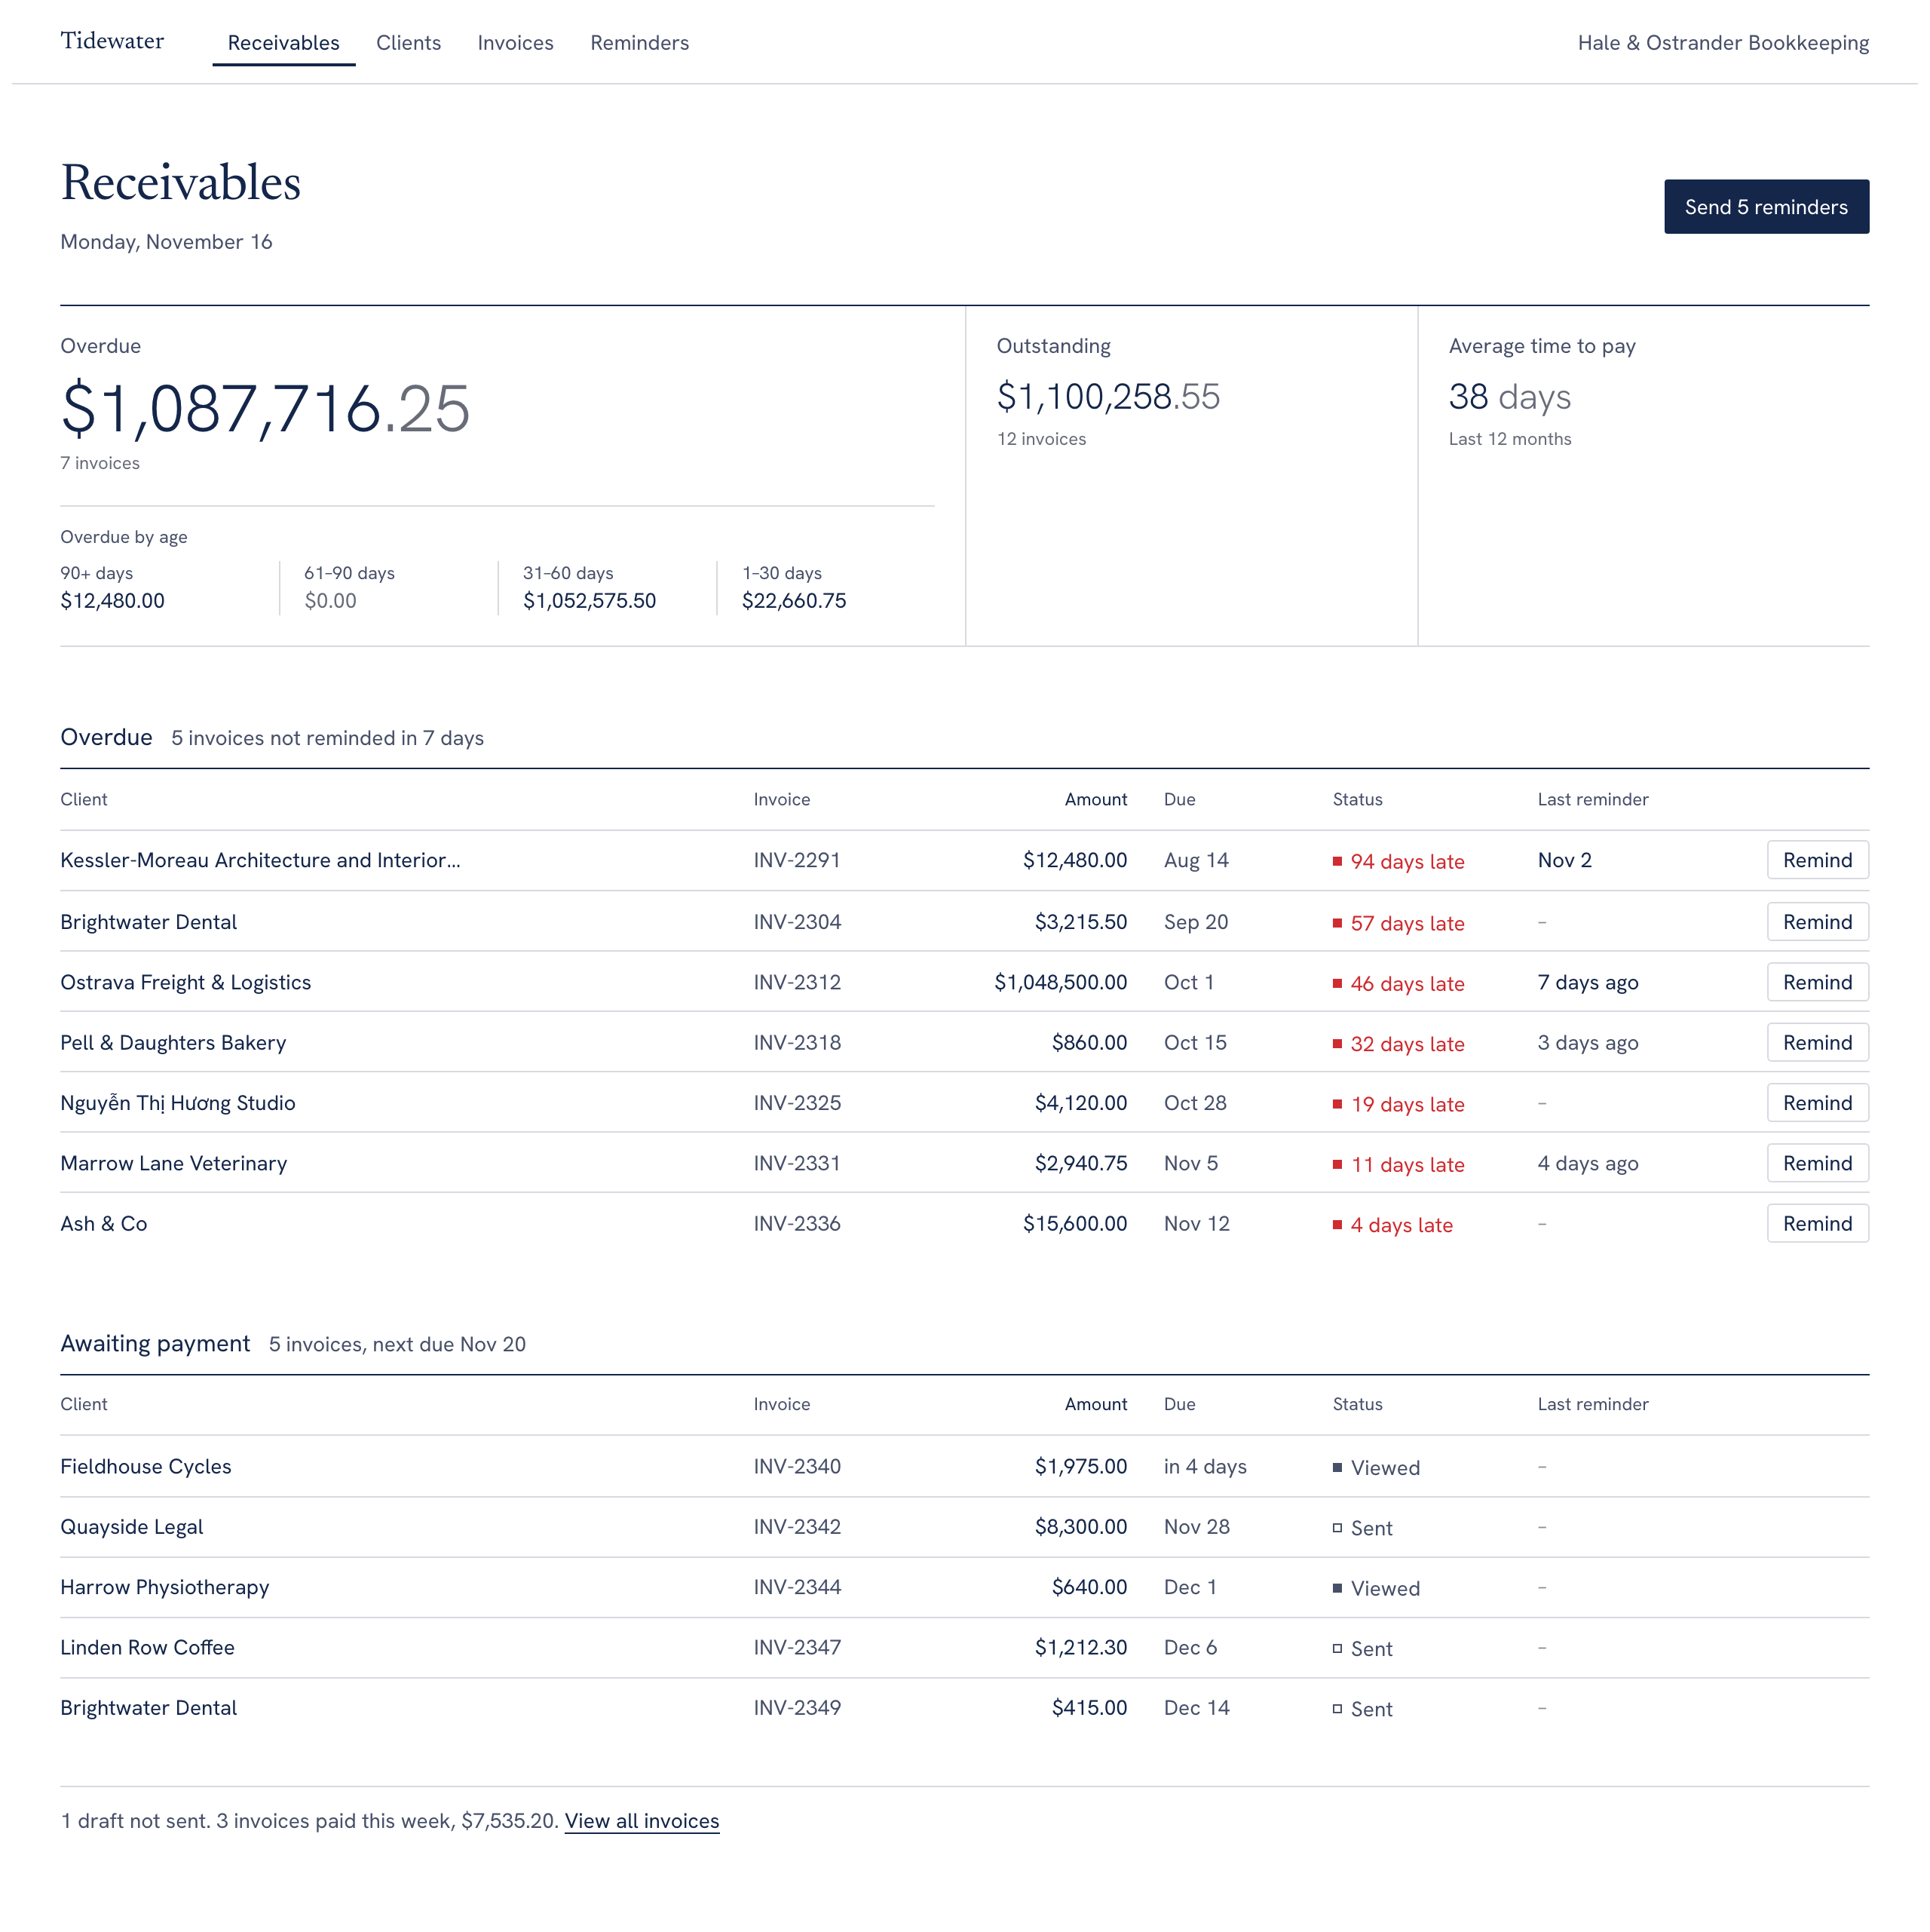 Tidewater Receivables Clients Invoices Reminders Hale & Ostrander Bookkeeping
Receivables
Send 5 reminders
Monday, November 16
Overdue Outstanding Average time to pay
$1,087,716.25 $1,100,258.55 38 days
7 invoices 12 invoices Last 12 months
Overdue by age
90+ days 61–90 days 31–60 days 1–30 days
$12,480.00 $0.00 $1,052,575.50 $22,660.75
Overdue 5 invoices not reminded in 7 days
Client Invoice Amount Due Status Last reminder
Kessler-Moreau Architecture and Interior... INV-2291 $12,480.00 Aug 14 94 days late Nov 2 Remind
Brightwater Dental INV-2304 $3,215.50 Sep 20 57 days late – Remind
Ostrava Freight & Logistics INV-2312 $1,048,500.00 Oct 1 46 days late 7 days ago Remind
Pell & Daughters Bakery INV-2318 $860.00 Oct 15 32 days late 3 days ago Remind
Nguyễn Thị Hương Studio INV-2325 $4,120.00 Oct 28 19 days late – Remind
Marrow Lane Veterinary INV-2331 $2,940.75 Nov 5 11 days late 4 days ago Remind
Ash & Co INV-2336 $15,600.00 Nov 12 4 days late – Remind
Awaiting payment 5 invoices, next due Nov 20
Client Invoice Amount Due Status Last reminder
Fieldhouse Cycles INV-2340 $1,975.00 in 4 days Viewed –
Quayside Legal INV-2342 $8,300.00 Nov 28 Sent –
Harrow Physiotherapy INV-2344 $640.00 Dec 1 Viewed –
Linden Row Coffee INV-2347 $1,212.30 Dec 6 Sent –
Brightwater Dental INV-2349 $415.00 Dec 14 Sent –
1 draft not sent. 3 invoices paid this week, $7,535.20. View all invoices